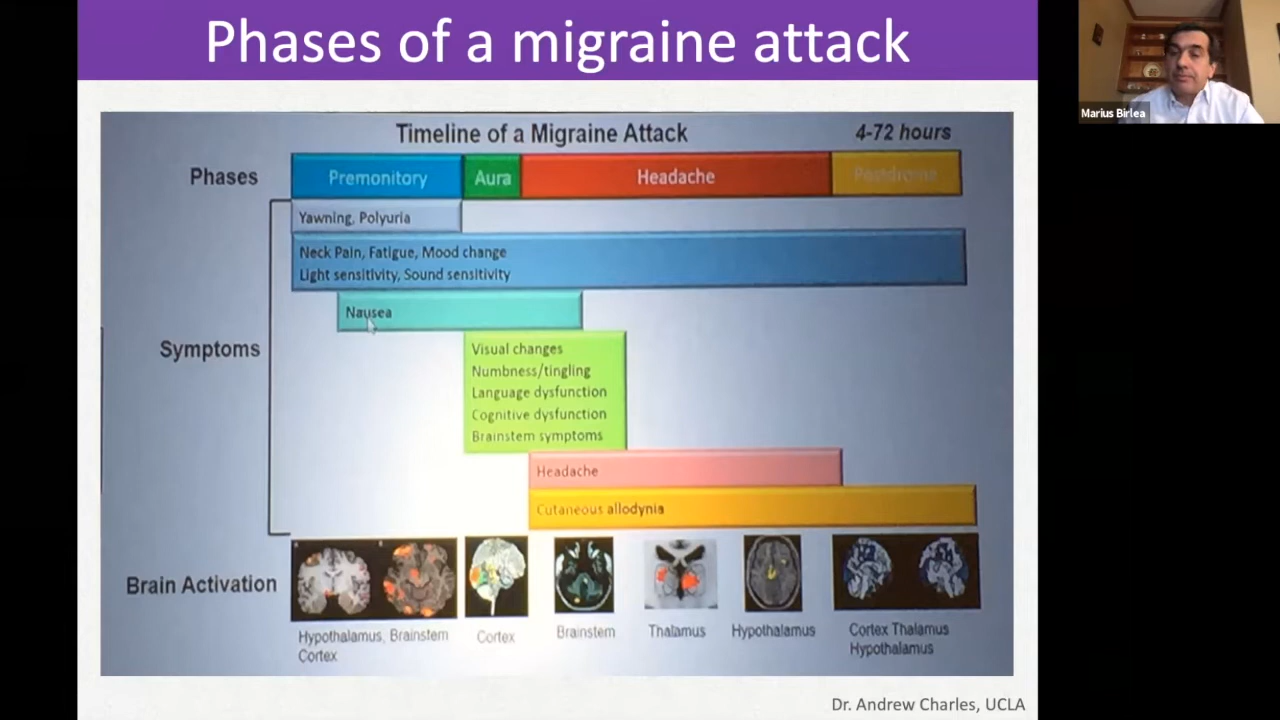 Phases of a migraine attack
Marius Birlea
Timeline of a Migraine Attack
4-72 hours
Phases
Premonitory
Aura
Headache
Postdrome
Yawning, Polyuria
Neck Pain, Fatigue, Mood change
Light sensitivity, Sound sensitivity
Nausea
Symptoms
Visual changes
Numbness/tingling
Language dysfunction
Cognitive dysfunction
Brainstem symptoms
Headache
Cutaneous allodynia
Brain Activation
Hypothalamus, Brainstem
Cortex
Cortex
Brainstem
Thalamus
Hypothalamus
Cortex Thalamus
Hypothalamus
Dr. Andrew Charles, UCLA